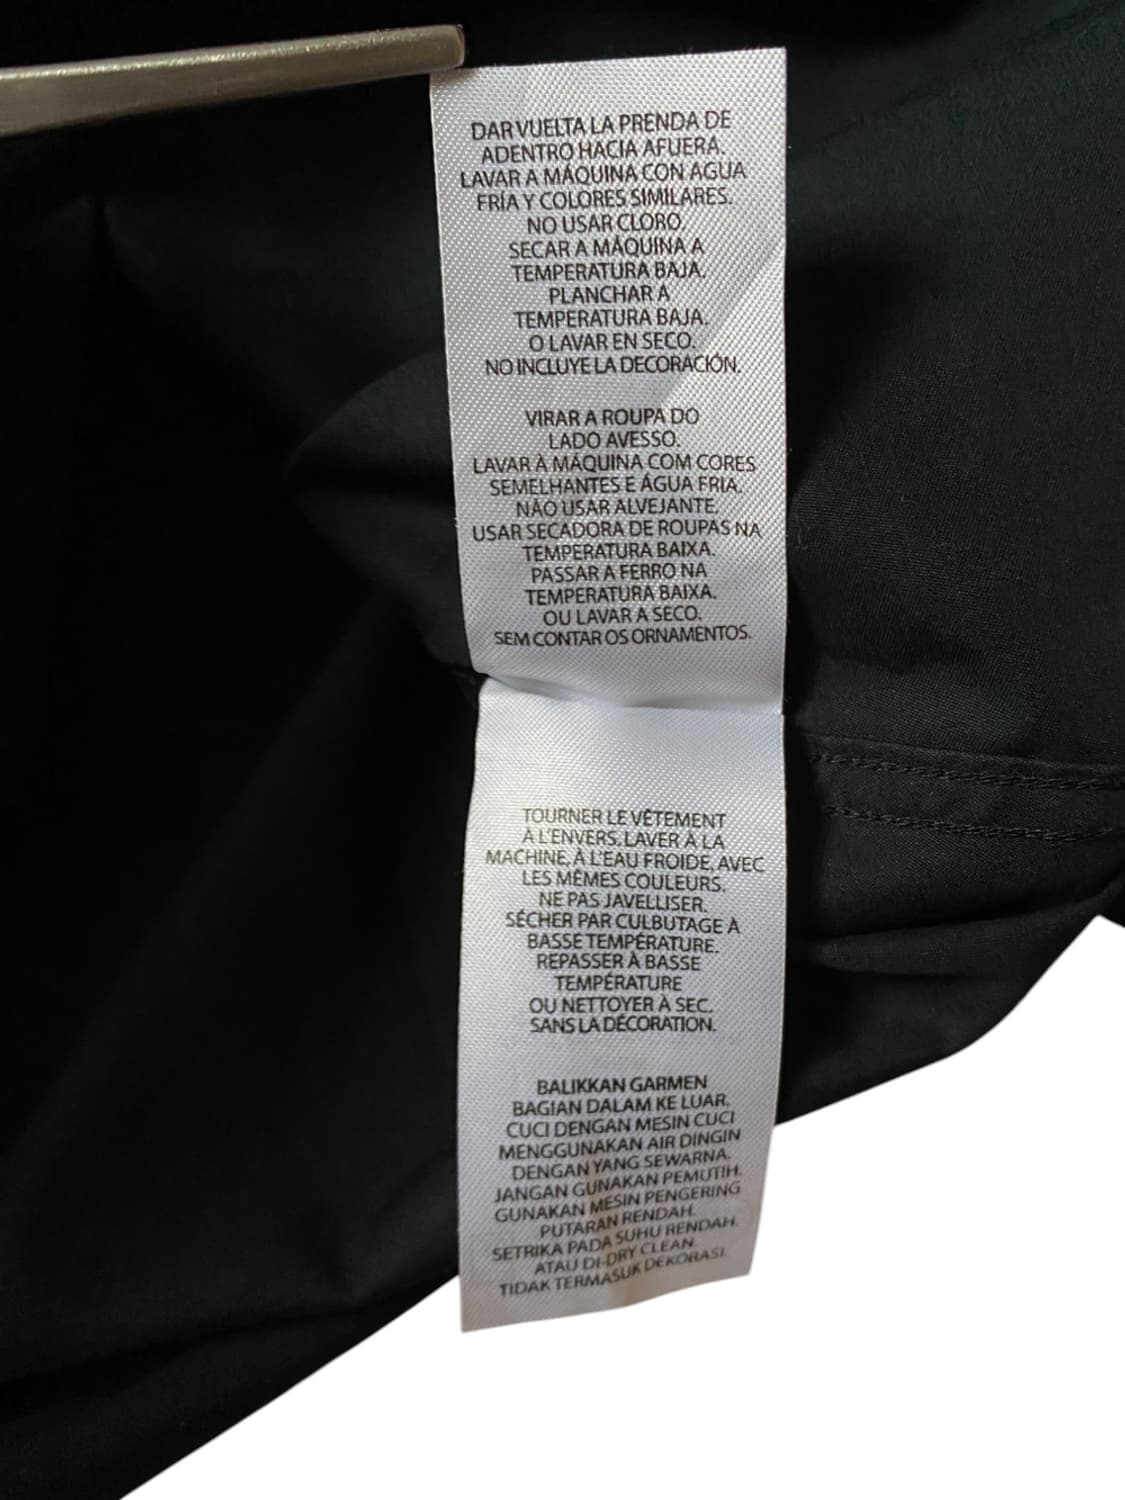 DAR VUELTA LA PRENDA DE
ADENTRO HACIA AFUERA.
LAVAR A MÁQUINA CON AGUA
FRÍA Y COLORES SIMILARES.
NO USAR CLORO.
SECAR A MÁQUINA A
TEMPERATURA BAJA.
PLANCHAR A
TEMPERATURA BAJA.
O LAVAR EN SECO.
NO INCLUYE LA DECORACIÓN.
VIRAR A ROUPA DO
LADO AVESSO.
LAVAR À MÁQUINA COM CORES
SEMELHANTES E ÁGUA FRIA.
NÃO USAR ALVEJANTE.
USAR SECADORA DE ROUPAS NA
TEMPERATURA BAIXA.
PASSAR A FERRO NA
TEMPERATURA BAIXA.
OU LAVAR A SECO.
SEM CONTAR OS ORNAMENTOS.
TOURNER LE VÊTEMENT
À L'ENVERS. LAVER À LA
MACHINE, À L'EAU FROIDE, AVEC
LES MÊMES COULEURS.
NE PAS JAVELLISER.
SÉCHER PAR CULBUTAGE À
BASSE TEMPÉRATURE.
REPASSER À BASSE
TEMPÉRATURE
OU NETTOYER À SEC.
SANS LA DÉCORATION.
BALIKKAN GARMEN
BAGIAN DALAM KE LUAR.
CUCI DENGAN MESIN CUCI
MENGGUNAKAN AIR DINGIN
DENGAN YANG SEWARNA.
JANGAN GUNAKAN PEMUTIH.
GUNAKAN MESIN PENGERING
PUTARAN RENDAH.
SETRIKA PADA SUHU RENDAH.
ATAU DI-DRY CLEAN.
TIDAK TERMASUK DEKORASI.